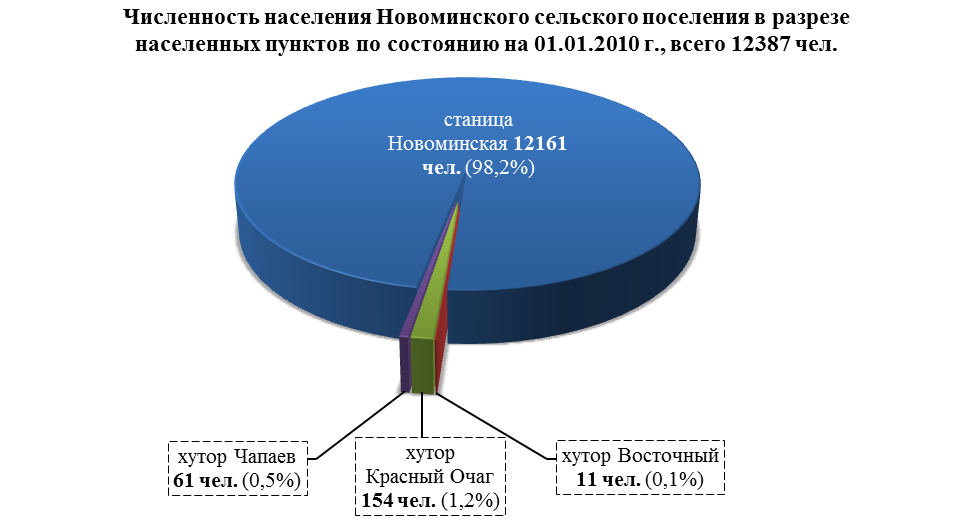 Численность населения Новоминского сельского поселения в разрезе
населенных пунктов по состоянию на 01.01.2010 г., всего 12387 чел.
станица
Новоминская 12161
чел. (98,2%)
хутор Чапаев
61 чел. (0,5%)
хутор
Красный Очаг
154 чел. (1,2%)
хутор Восточный
11 чел. (0,1%)